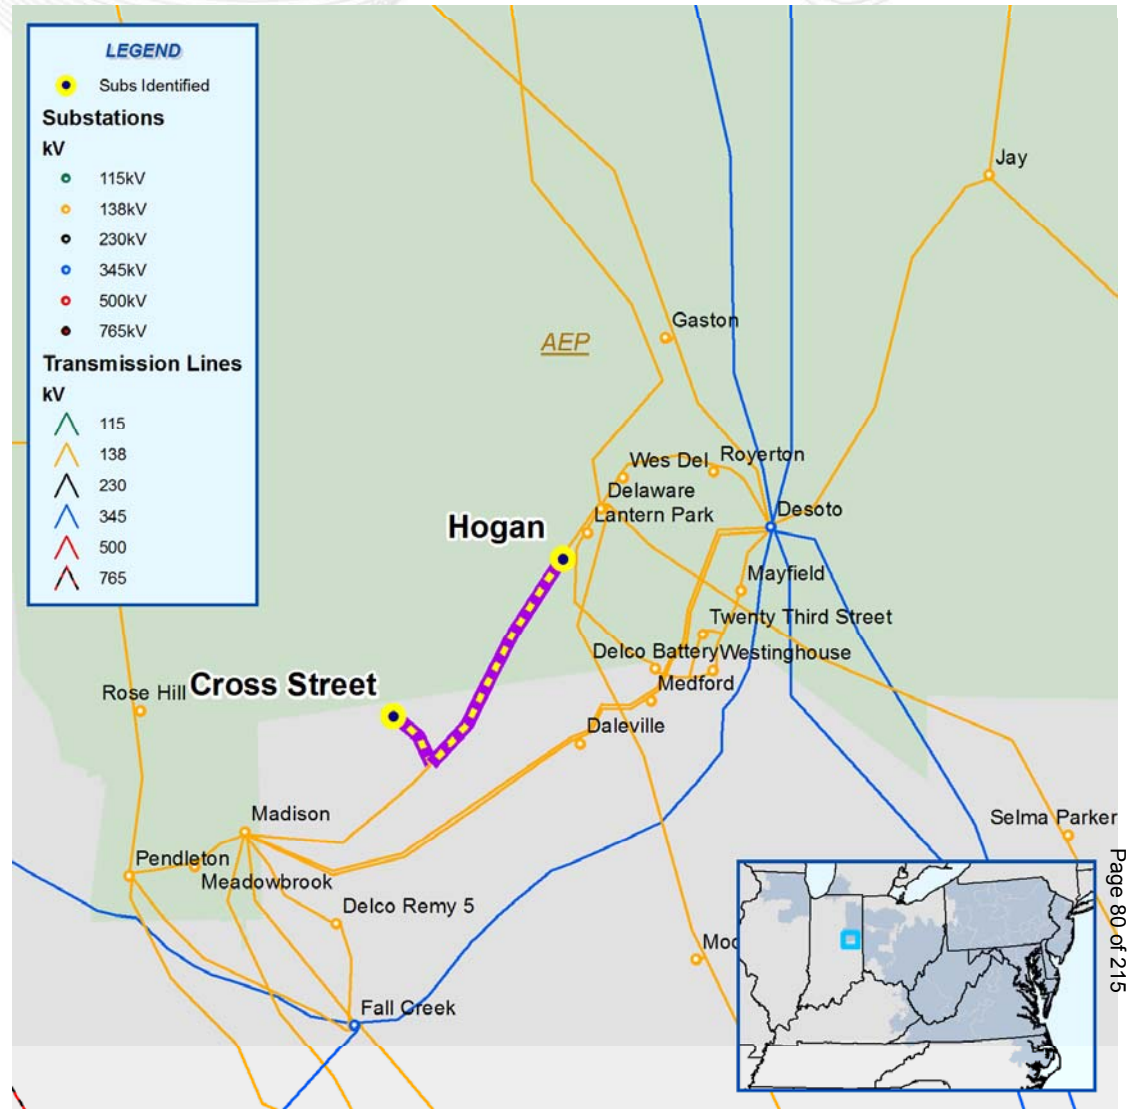 LEGEND
Subs Identified
Substations
kV
115kV
138kV
230kV
345kV
500kV
765kV
Transmission Lines
kV
115
138
230
345
500
765
Jay
Gaston
AEP
Wes Del
Royerton
Delaware
Lantern Park
Desoto
Hogan
Mayfield
Twenty Third Street
Delco Battery
Westinghouse
Rose Hill
Cross Street
Medford
Daleville
Madison
Selma Parker
Pendleton
Meadowbrook
Delco Remy 5
Fall Creek
Page 80 of 215